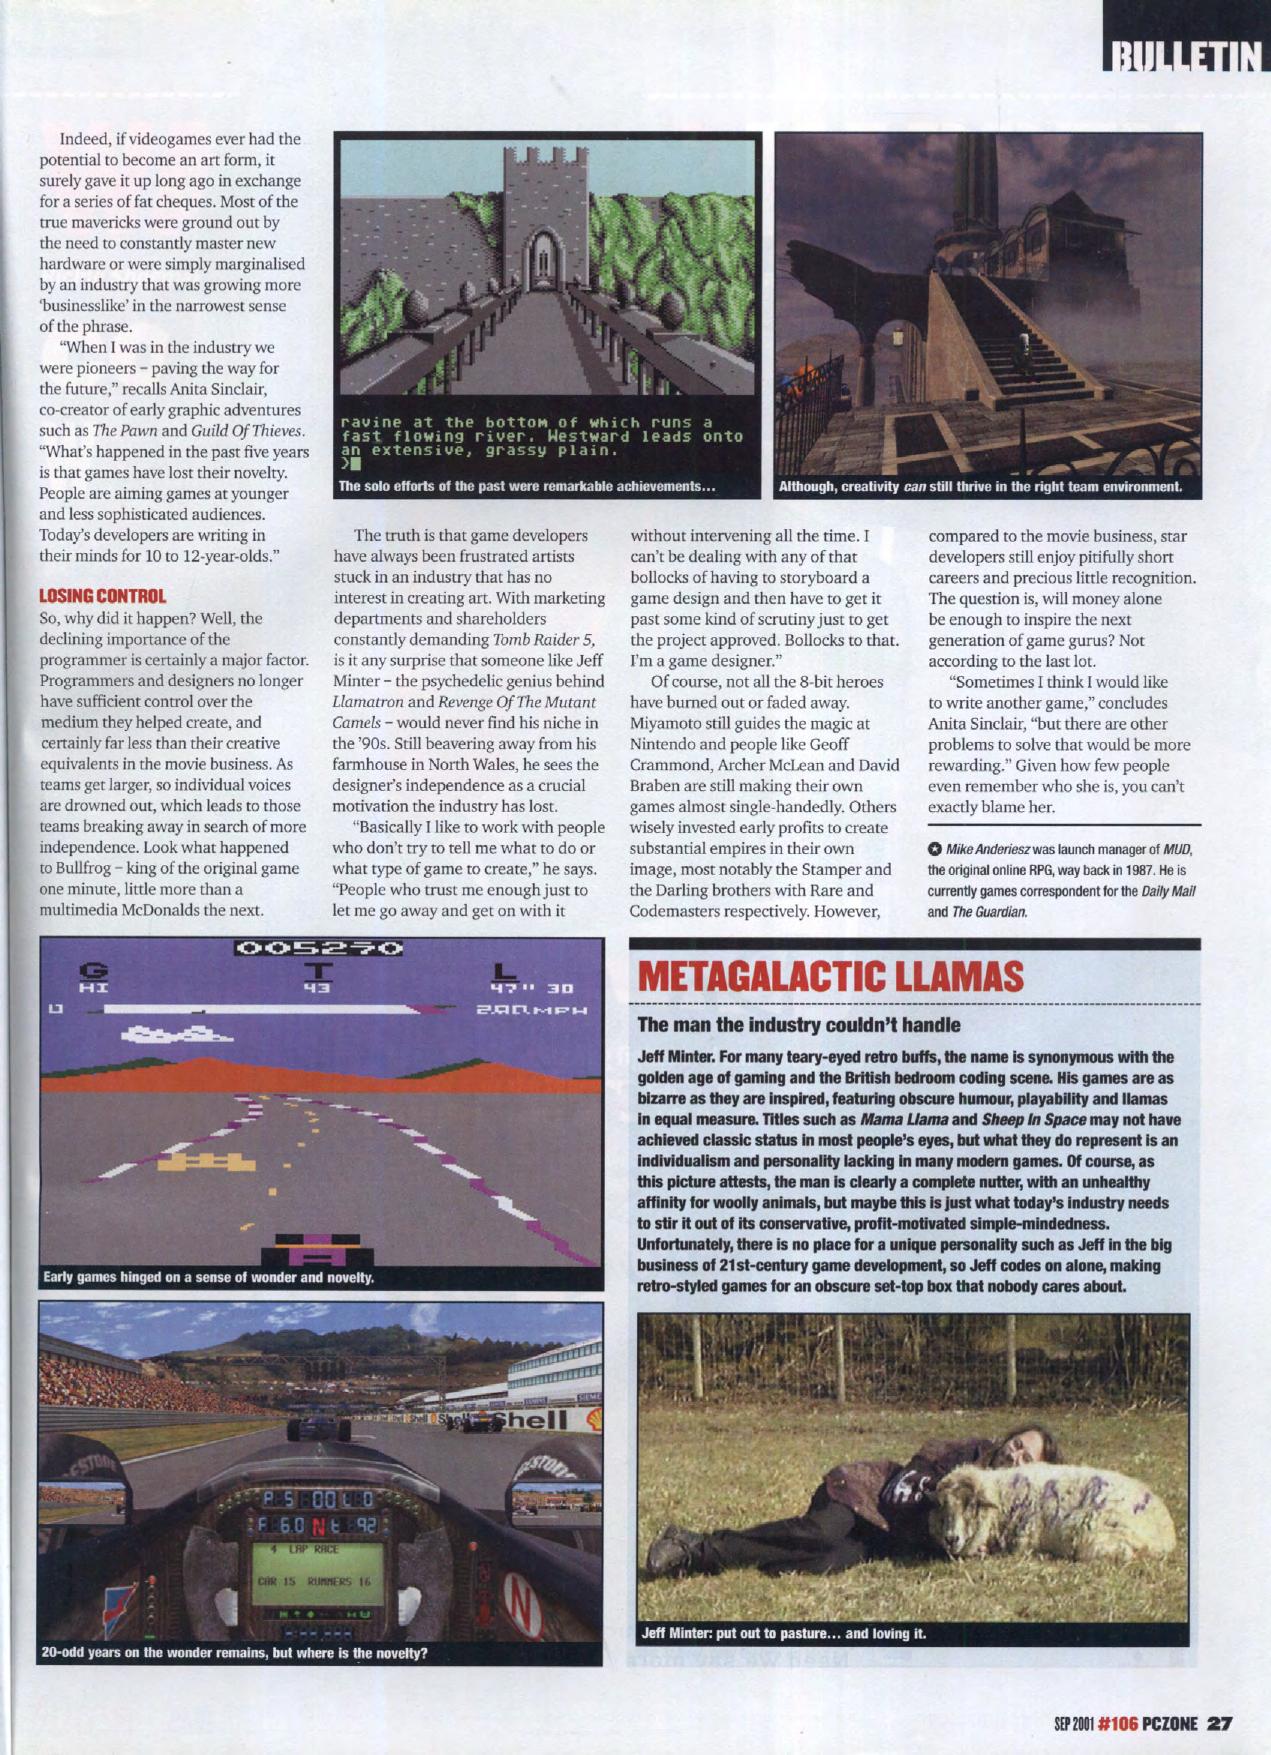 BULLETIN
Indeed, if videogames ever had the
potential to become an art form, it
surely gave it up long ago in exchange
for a series of fat cheques. Most of the
true mavericks were ground out by
the need to constantly master new
hardware or were simply marginalised
by an industry that was growing more
‘businesslike’ in the narrowest sense
of the phrase.
“When I was in the industry we
were pioneers – paving the way for
the future,” recalls Anita Sinclair,
co-creator of early graphic adventures
such as The Pawn and Guild Of Thieves.
“What’s happened in the past five years
is that games have lost their novelty.
People are aiming games at younger
and less sophisticated audiences.
Today’s developers are writing in
their minds for 10 to 12-year-olds.”
LOSING CONTROL
So, why did it happen? Well, the
declining importance of the
programmer is certainly a major factor.
Programmers and designers no longer
have sufficient control over the
medium they helped create, and
certainly far less than their creative
equivalents in the movie business. As
teams get larger, so individual voices
are drowned out, which leads to those
teams breaking away in search of more
independence. Look what happened
to Bullfrog – king of the original game
one minute, little more than a
multimedia McDonalds the next.
ravine at the bottom of which runs a
fast flowing river. Westward leads onto
an extensive, grassy plain.
>
The solo efforts of the past were remarkable achievements...
Although, creativity can still thrive in the right team environment.
The truth is that game developers
have always been frustrated artists
stuck in an industry that has no
interest in creating art. With marketing
departments and shareholders
constantly demanding Tomb Raider 5,
is it any surprise that someone like Jeff
Minter – the psychedelic genius behind
Llamatron and Revenge Of The Mutant
Camels – would never find his niche in
the ’90s. Still beavering away from his
farmhouse in North Wales, he sees the
designer’s independence as a crucial
motivation the industry has lost.
“Basically I like to work with people
who don’t try to tell me what to do or
what type of game to create,” he says.
“People who trust me enough just to
let me go away and get on with it
without intervening all the time. I
can’t be dealing with any of that
bollocks of having to storyboard a
game design and then have to get it
past some kind of scrutiny just to get
the project approved. Bollocks to that.
I’m a game designer.”
Of course, not all the 8-bit heroes
have burned out or faded away.
Miyamoto still guides the magic at
Nintendo and people like Geoff
Crammond, Archer McLean and David
Braben are still making their own
games almost single-handedly. Others
wisely invested early profits to create
substantial empires in their own
image, most notably the Stamper and
the Darling brothers with Rare and
Codemasters respectively. However,
compared to the movie business, star
developers still enjoy pitifully short
careers and precious little recognition.
The question is, will money alone
be enough to inspire the next
generation of game gurus? Not
according to the last lot.
“Sometimes I think I would like
to write another game,” concludes
Anita Sinclair, “but there are other
problems to solve that would be more
rewarding.” Given how few people
even remember who she is, you can’t
exactly blame her.
Mike Anderiesz was launch manager of MUD,
the original online RPG, way back in 1987. He is
currently games correspondent for the Daily Mail
and The Guardian.
005270
G T L
HI 43 47" 30
290MPH
Early games hinged on a sense of wonder and novelty.
Shell
Shell
4 LAP RACE
CAR 15 RUNNERS 16
N
20-odd years on the wonder remains, but where is the novelty?
METAGALACTIC LLAMAS
The man the industry couldn’t handle
Jeff Minter. For many teary-eyed retro buffs, the name is synonymous with the
golden age of gaming and the British bedroom coding scene. His games are as
bizarre as they are inspired, featuring obscure humour, playability and llamas
in equal measure. Titles such as Mama Llama and Sheep In Space may not have
achieved classic status in most people’s eyes, but what they do represent is an
individualism and personality lacking in many modern games. Of course, as
this picture attests, the man is clearly a complete nutter, with an unhealthy
affinity for woolly animals, but maybe this is just what today’s industry needs
to stir it out of its conservative, profit-motivated simple-mindedness.
Unfortunately, there is no place for a unique personality such as Jeff in the big
business of 21st-century game development, so Jeff codes on alone, making
retro-styled games for an obscure set-top box that nobody cares about.
Jeff Minter: put out to pasture... and loving it.
SEP 2001 #106 PCZONE 27